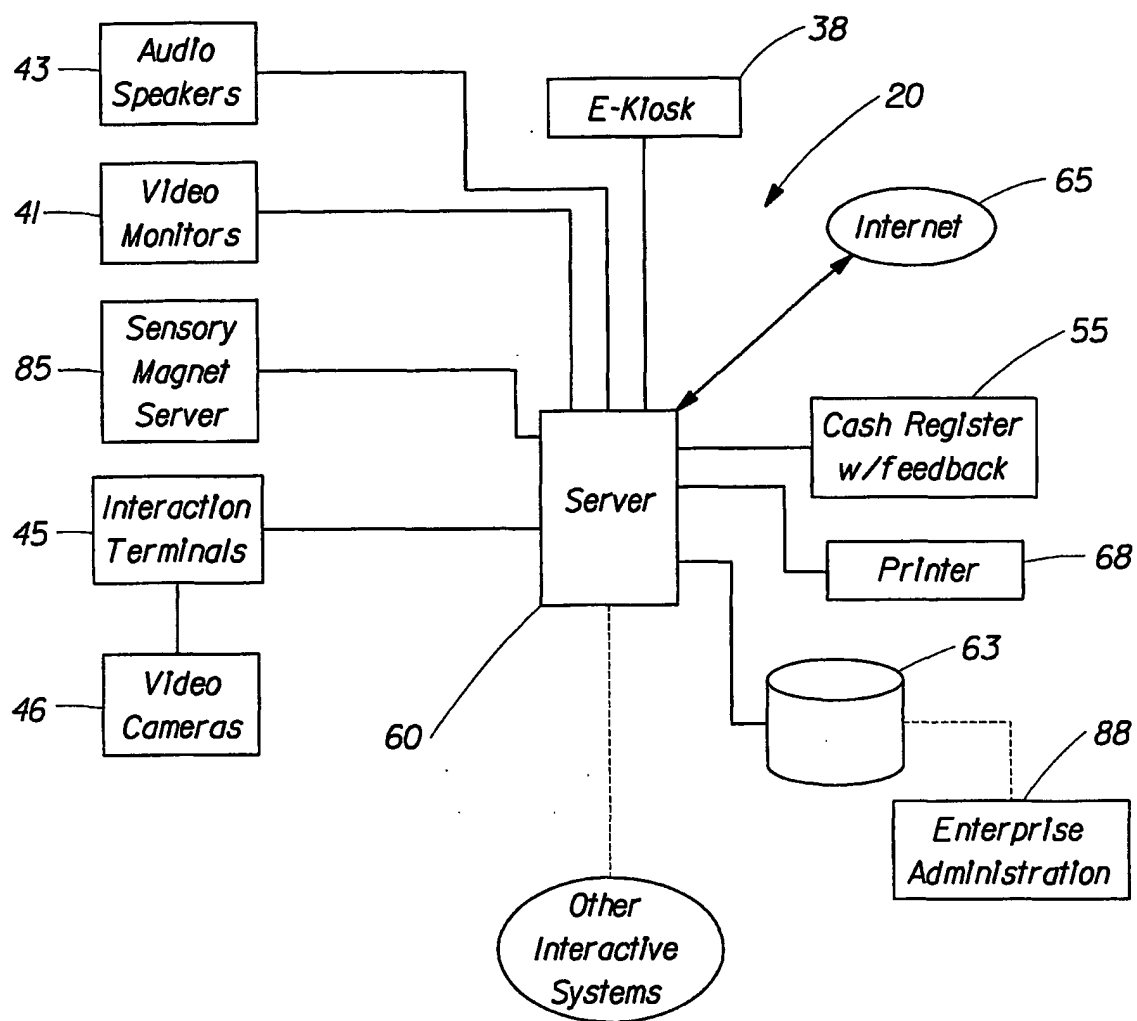 38
43
Audio
Speakers
E-Kiosk
20
65
41
Video
Monitors
Internet
55
85
Sensory
Magnet
Server
Cash Register
w/feedback
45
Interaction
Terminals
Server
Printer
68
46
Video
Cameras
60
63
88
Enterprise
Administration
Other
Interactive
Systems